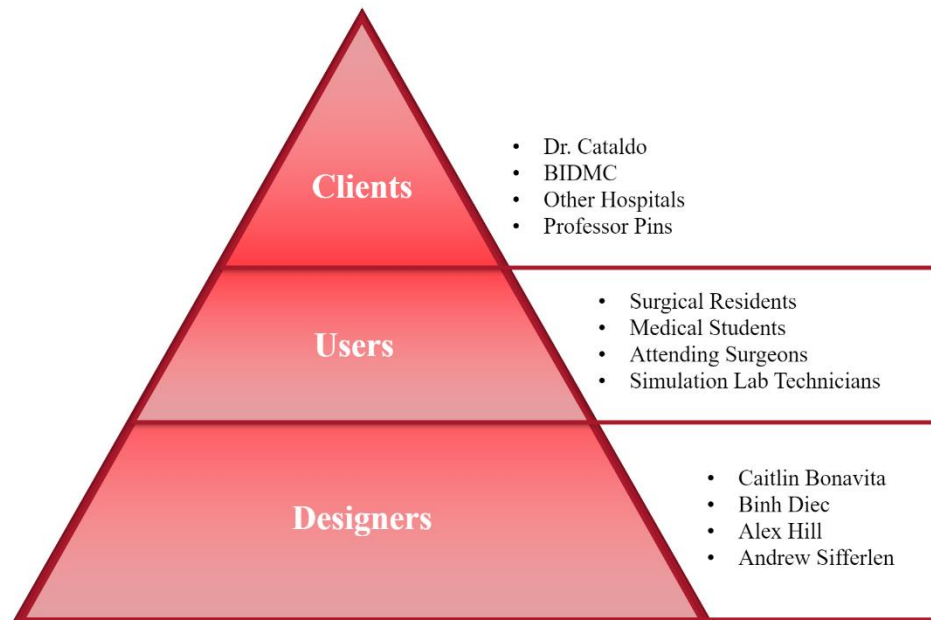 Clients
• Dr. Cataldo
• BIDMC
• Other Hospitals
• Professor Pins
Users
• Surgical Residents
• Medical Students
• Attending Surgeons
• Simulation Lab Technicians
Designers
• Caitlin Bonavita
• Binh Diec
• Alex Hill
• Andrew Sifferlen